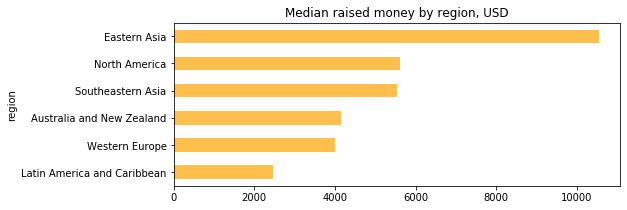 Median raised money by region, USD
Eastern Asia
North America
Southeastern Asia
Australia and New Zealand
Western Europe
Latin America and Caribbean
region
0 2000 4000 6000 8000 10000